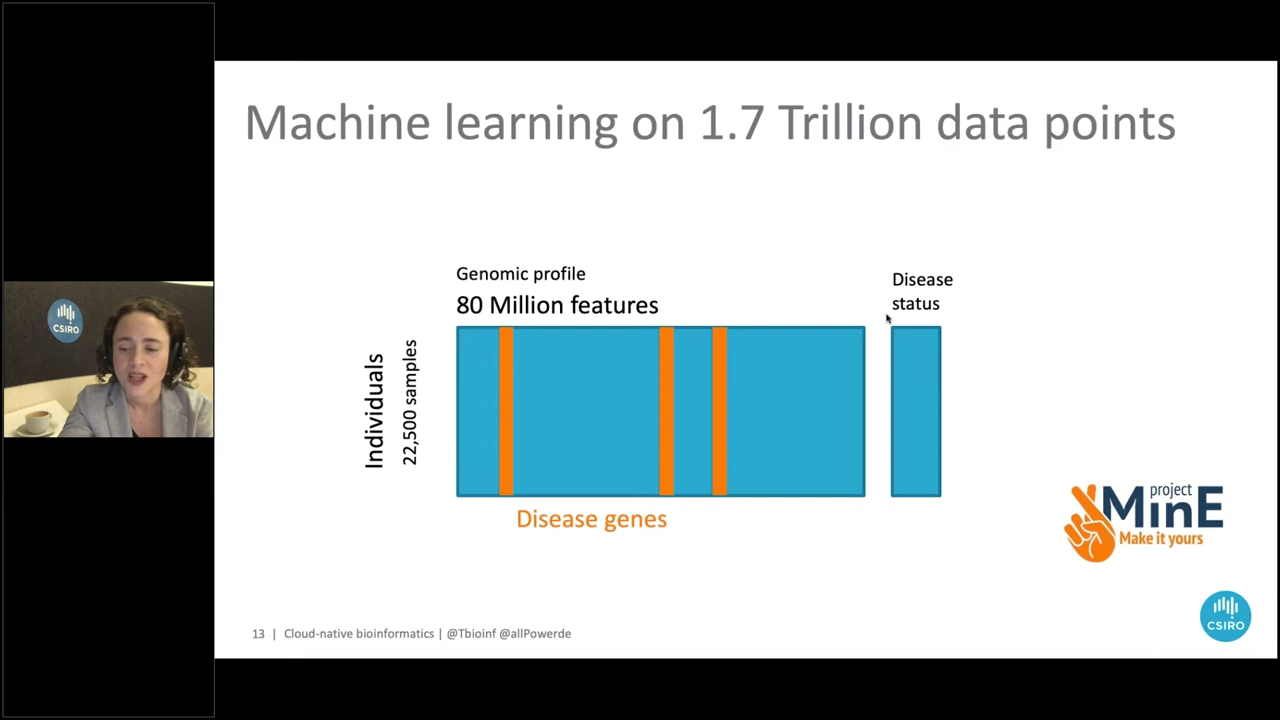 Machine learning on 1.7 Trillion data points
Genomic profile
80 Million features
Disease
status
Individuals
22,500 samples
Disease genes
project
MinE
Make it yours
13 | Cloud-native bioinformatics | @Tbioinf @allPowerde
CSIRO
CSIRO